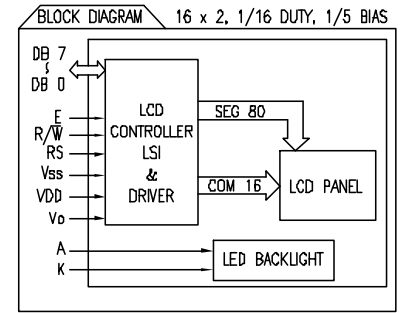 BLOCK DIAGRAM 16 x 2, 1/16 DUTY, 1/5 BIAS
DB 7
DB 0
E
R/W̅
RS
Vss
VDD
Vo
A
K
LCD
CONTROLLER
LSI
&
DRIVER
SEG 80
COM 16
LCD PANEL
LED BACKLIGHT